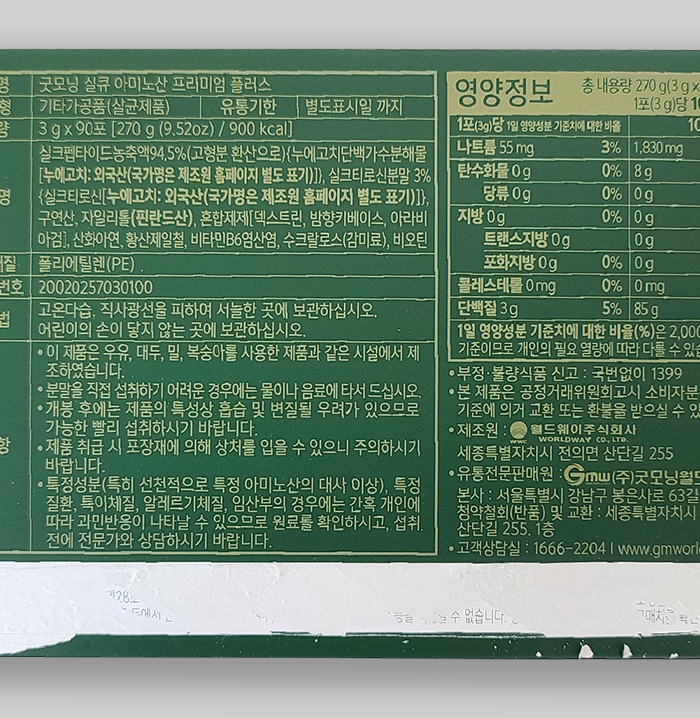 명 굿모닝 실큐 아미노산 프리미엄 플러스
형 기타가공품(살균제품) 유통기한 별도표시일 까지
량 3 g x 90포 [270 g (9.52oz) / 900 kcal]
실크펩타이드농축액94.5%(고형분 환산으로){누에고치단백가수분해물
[누에고치: 외국산(국가명은 제조원 홈페이지 별도 표기)]}, 실크티로신분말 3%
명 {실크티로신[누에고치: 외국산(국가명은 제조원 홈페이지 별도 표기)]},
구연산, 자일리톨(핀란드산), 혼합제제[덱스트린, 밤향키베이스, 아라비
아검], 산화아연, 황산제일철, 비타민B6염산염, 수크랄로스(감미료), 비오틴
질 폴리에틸렌(PE)
번호 20020257030100
법 고온다습, 직사광선을 피하여 서늘한 곳에 보관하십시오.
어린이의 손이 닿지 않는 곳에 보관하십시오.
• 이 제품은 우유, 대두, 밀, 복숭아를 사용한 제품과 같은 시설에서 제
조하였습니다.
• 분말을 직접 섭취하기 어려운 경우에는 물이나 음료에 타서 드십시오.
• 개봉 후에는 제품의 특성상 흡습 및 변질될 우려가 있으므로
가능한 빨리 섭취하시기 바랍니다.
항 • 제품 취급 시 포장재에 의해 상처를 입을 수 있으니 주의하시기
바랍니다.
• 특정성분(특히 선천적으로 특정 아미노산의 대사 이상), 특정
질환, 특이체질, 알레르기체질, 임산부의 경우에는 간혹 개인에
따라 과민반응이 나타날 수 있으므로 원료를 확인하시고, 섭취
전에 전문가와 상담하시기 바랍니다.
영양정보 총 내용량 270 g(3 g x
1포(3 g)당
1포(3g)당 1일 영양성분 기준치에 대한 비율 10
나트륨 55 mg 3% 1,830 mg
탄수화물 0 g 0% 8 g
당류 0 g 0% 0 g
지방 0 g 0% 0 g
트랜스지방 0 g 0 g
포화지방 0 g 0% 0 g
콜레스테롤 0 mg 0% 0 mg
단백질 3 g 5% 85 g
1일 영양성분 기준치에 대한 비율(%)은 2,00
기준이므로 개인의 필요 열량에 따라 다를 수 있습
• 부정·불량식품 신고 : 국번없이 1399
• 본 제품은 공정거래위원회고시 소비자분
기준에 의거 교환 또는 환불을 받으실 수 있
• 제조원 : WWC 월드웨이주식회사
WORLDWAY CO., LTD.
세종특별자치시 전의면 산단길 255
• 유통전문판매원 : Gmw (주)굿모닝월드
본사 : 서울특별시 강남구 봉은사로 63길
청약철회(반품) 및 교환 : 세종특별자치시
산단길 255. 1층
• 고객상담실 : 1666-2204 | www.gmworl
수 없습니다.